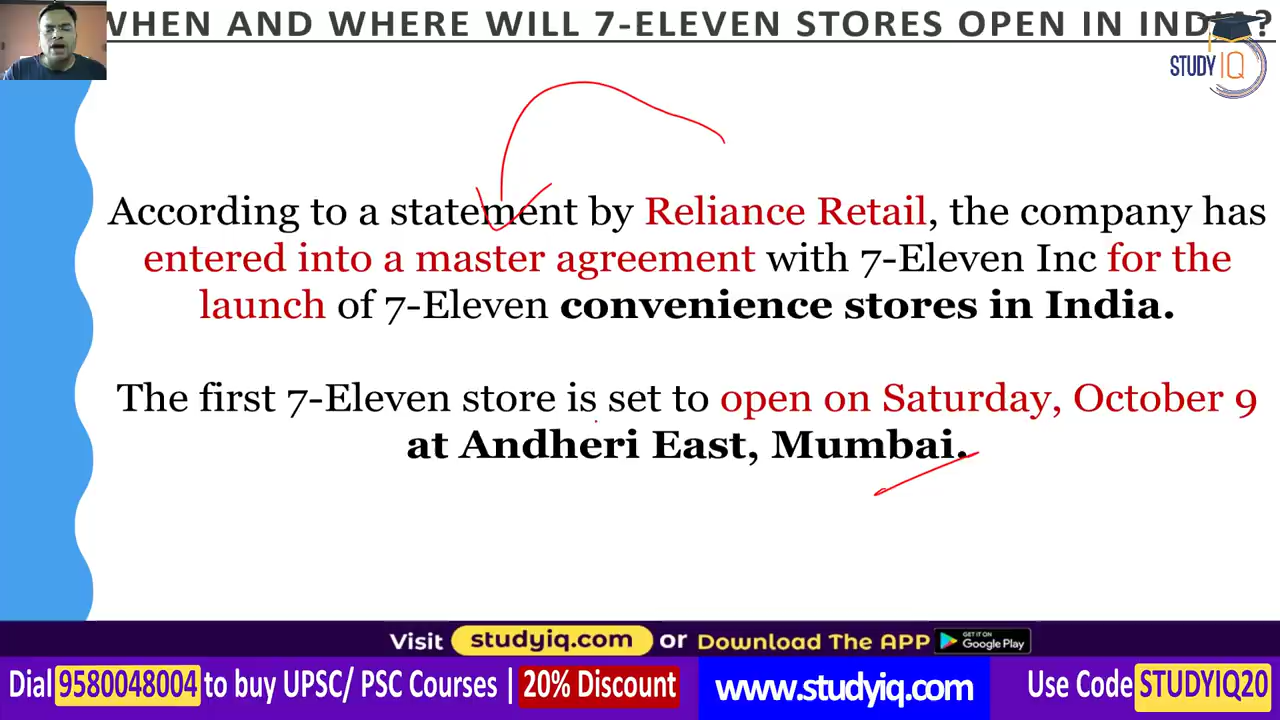 WHEN AND WHERE WILL 7-ELEVEN STORES OPEN IN INDIA?
STUDY IQ
According to a statement by Reliance Retail, the company has
entered into a master agreement with 7-Eleven Inc for the
launch of 7-Eleven convenience stores in India.
The first 7-Eleven store is set to open on Saturday, October 9
at Andheri East, Mumbai.
Visit studyiq.com or Download The APP GET IT ON Google Play
Dial 9580048004 to buy UPSC/ PSC Courses | 20% Discount www.studyiq.com Use Code STUDYIQ20